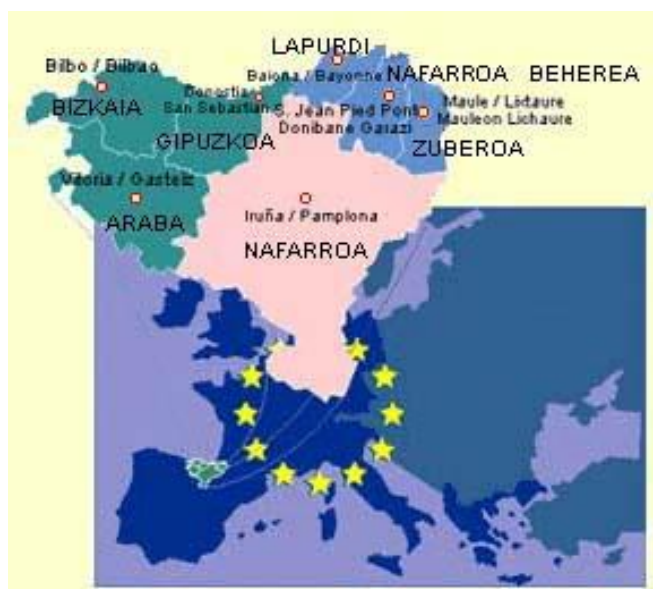 LAPURDI
Bilbo / Bilbao
Baiona / Bayonne
NAFARROA BEHEREA
Donostia
San Sebastian
BIZKAIA
S. Jean Pied Port
Donibane Garazi
Maule / Lidaure
Mauleon Lichaure
GIPUZKOA
ZUBEROA
Vitoria / Gasteiz
ARABA
Iruña / Pamplona
NAFARROA